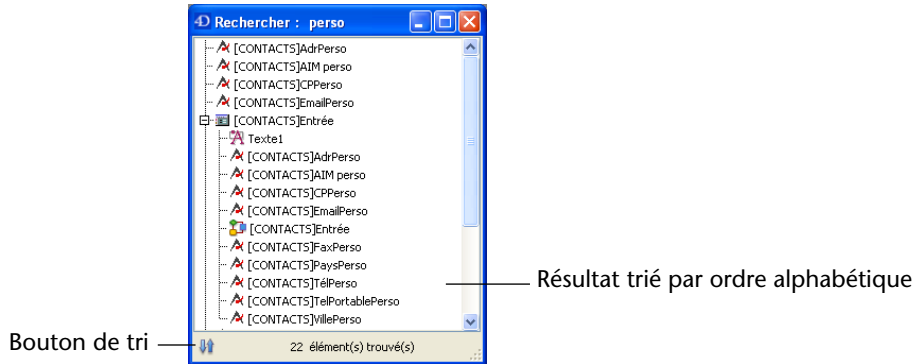 Rechercher : perso
[CONTACTS]AdrPerso
[CONTACTS]AIM perso
[CONTACTS]CPPerso
[CONTACTS]EmailPerso
[CONTACTS]Entrée
Texte1
[CONTACTS]AdrPerso
[CONTACTS]AIM perso
[CONTACTS]CPPerso
[CONTACTS]EmailPerso
[CONTACTS]Entrée
[CONTACTS]FaxPerso
[CONTACTS]PaysPerso
[CONTACTS]TélPerso
[CONTACTS]TelPortablePerso
[CONTACTS]VillePerso
Résultat trié par ordre alphabétique
Bouton de tri
22 élément(s) trouvé(s)